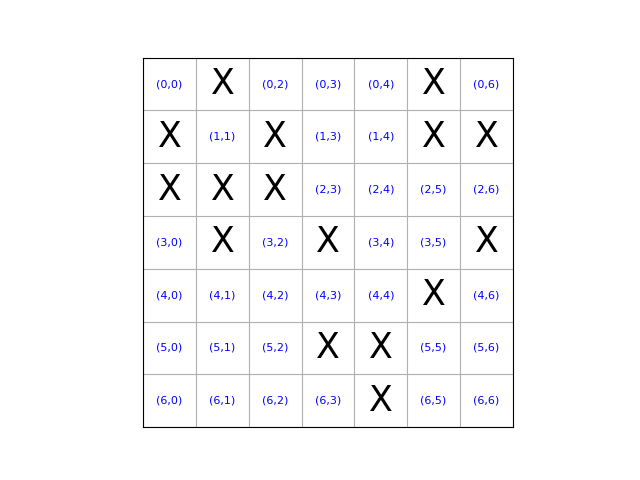 (0,0) X (0,2) (0,3) (0,4) X (0,6)
X (1,1) X (1,3) (1,4) X X
X X X (2,3) (2,4) (2,5) (2,6)
(3,0) X (3,2) X (3,4) (3,5) X
(4,0) (4,1) (4,2) (4,3) (4,4) X (4,6)
(5,0) (5,1) (5,2) X X (5,5) (5,6)
(6,0) (6,1) (6,2) (6,3) X (6,5) (6,6)